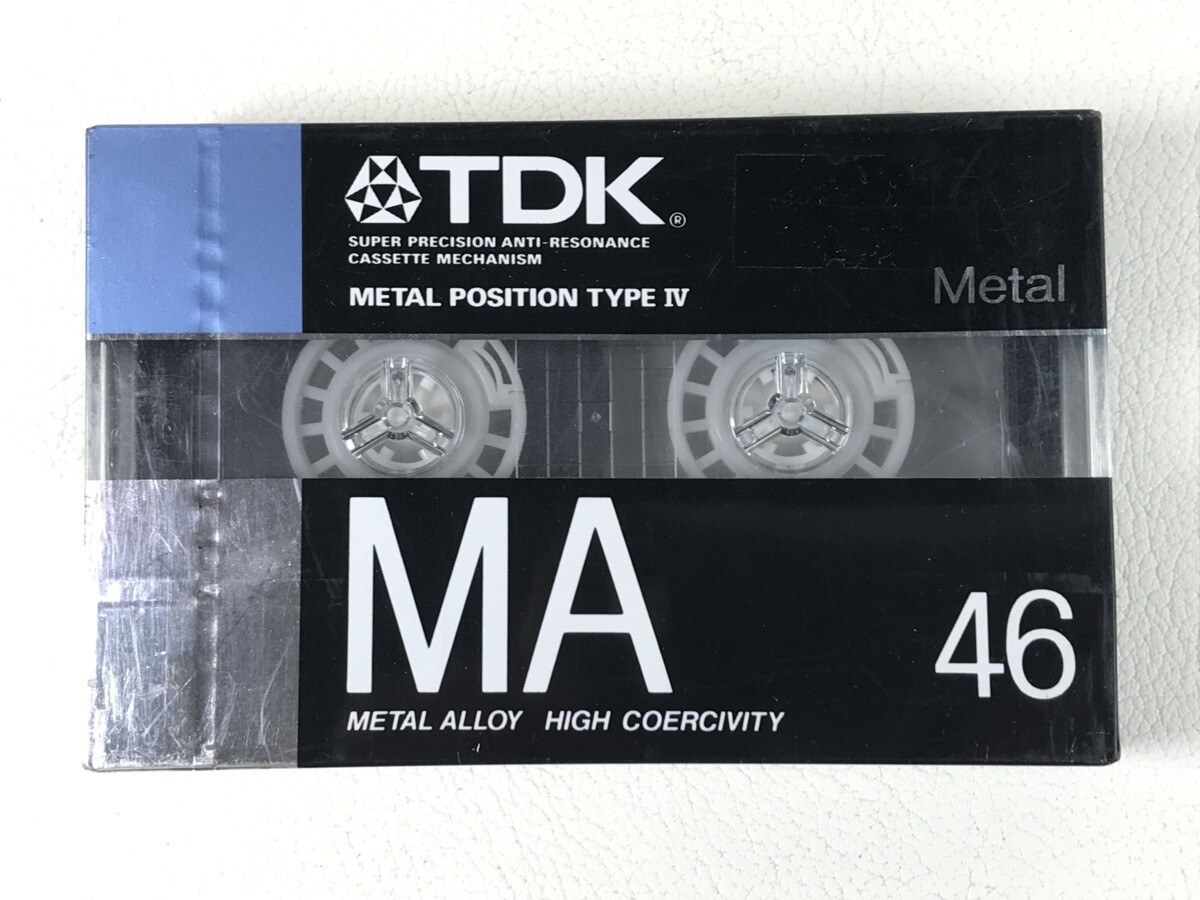 TDK®
SUPER PRECISION ANTI-RESONANCE
CASSETTE MECHANISM
METAL POSITION TYPE IV
Metal
MA
46
METAL ALLOY HIGH COERCIVITY